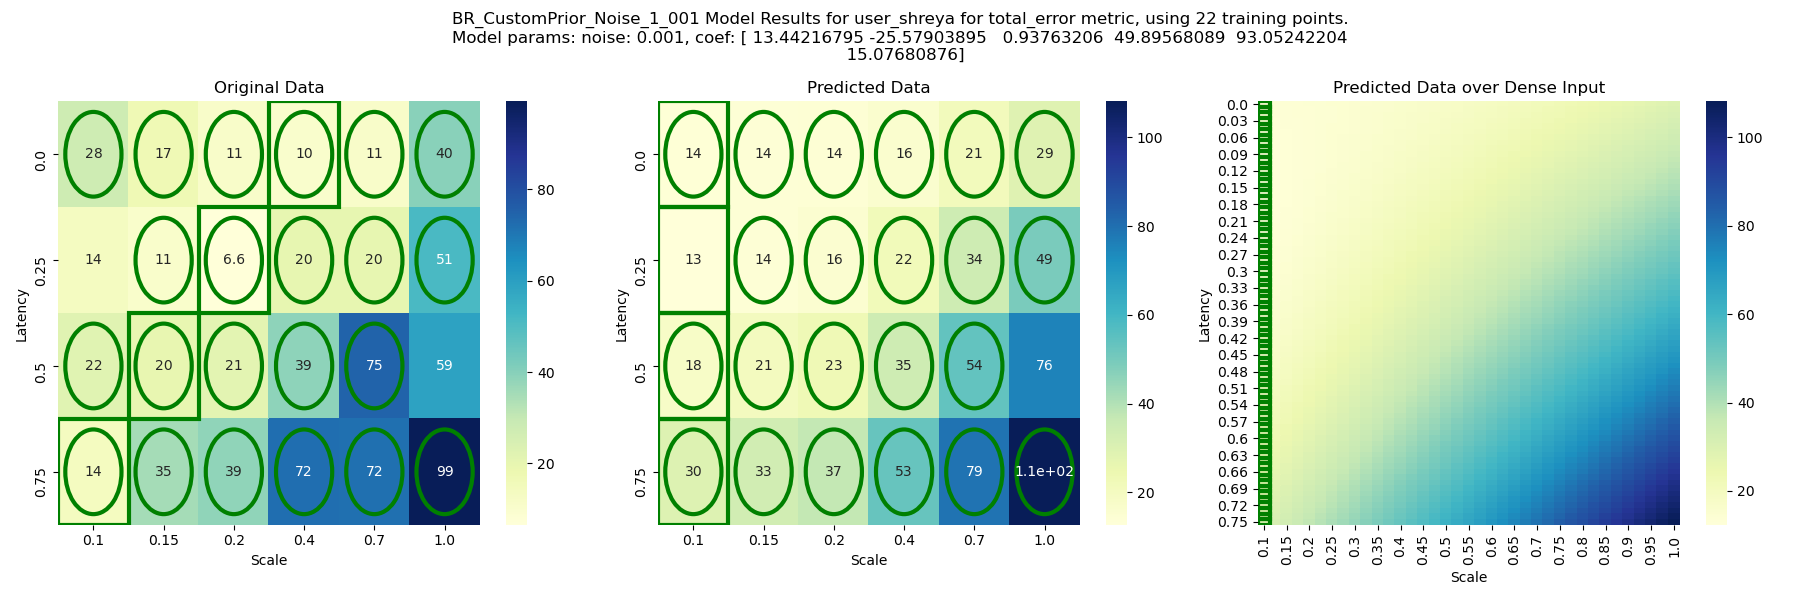 BR_CustomPrior_Noise_1_001 Model Results for user_shreya for total_error metric, using 22 training points.
Model params: noise: 0.001, coef: [ 13.44216795 -25.57903895   0.93763206  49.89568089  93.05242204
15.07680876]
Original Data
28 17 11 10 11 40
14 11 6.6 20 20 51
22 20 21 39 75 59
14 35 39 72 72 99
0.0
0.25
0.5
0.75
Latency
0.1 0.15 0.2 0.4 0.7 1.0
Scale
80
60
40
20
Predicted Data
14 14 14 16 21 29
13 14 16 22 34 49
18 21 23 35 54 76
30 33 37 53 79 1.1e+02
0.0
0.25
0.5
0.75
Latency
0.1 0.15 0.2 0.4 0.7 1.0
Scale
100
80
60
40
20
Predicted Data over Dense Input
0.0
0.03
0.06
0.09
0.12
0.15
0.18
0.21
0.24
0.27
0.3
0.33
0.36
0.39
0.42
0.45
0.48
0.51
0.54
0.57
0.6
0.63
0.66
0.69
0.72
0.75
Latency
0.1 0.15 0.2 0.25 0.3 0.35 0.4 0.45 0.5 0.55 0.6 0.65 0.7 0.75 0.8 0.85 0.9 0.95 1.0
Scale
100
80
60
40
20